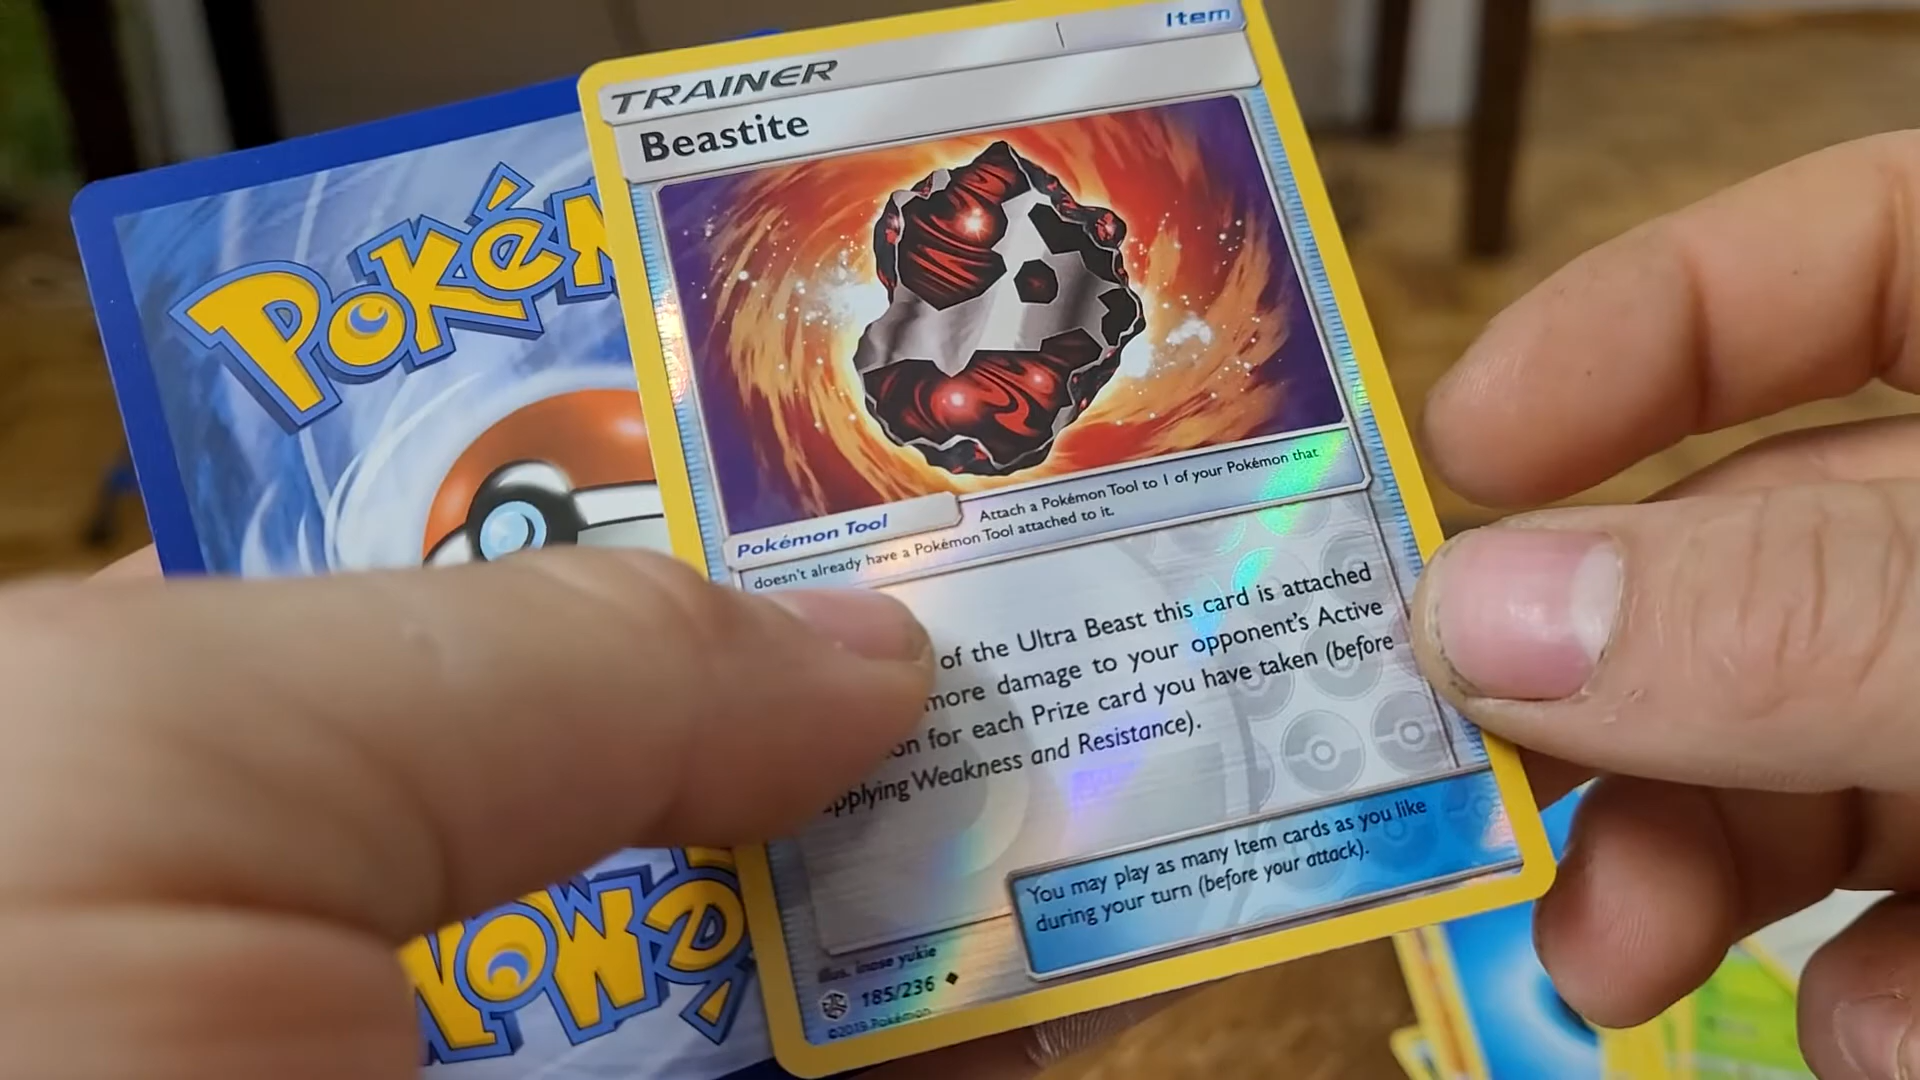 Item
TRAINER
Beastite
Pokémon Tool
Attach a Pokémon Tool to 1 of your Pokémon that
doesn't already have a Pokémon Tool attached to it.
of the Ultra Beast this card is attached
more damage to your opponent's Active
for each Prize card you have taken (before
Weakness and Resistance).
You may play as many Item cards as you like
during your turn (before your attack).
illus. inose yukie
185/236
©2019 Pokémon